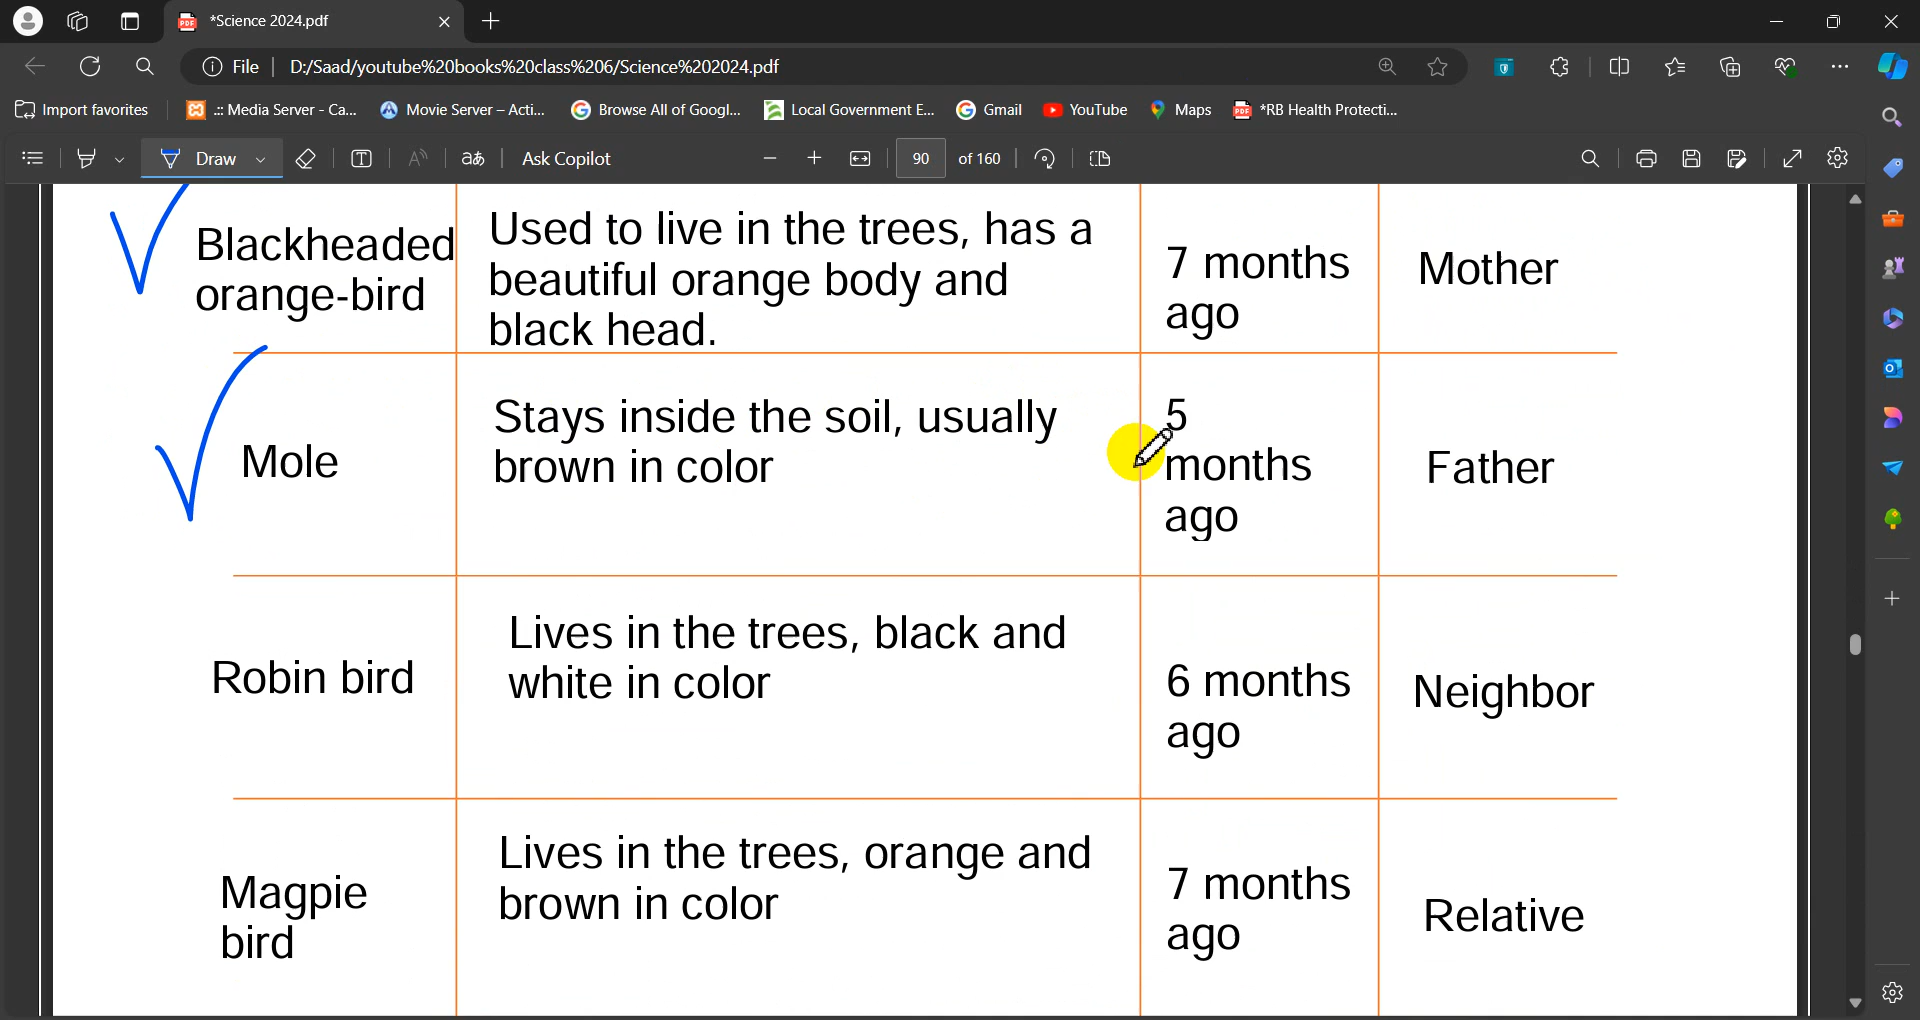 *Science 2024.pdf
File
D:/Saad/youtube%20books%20class%206/Science%202024.pdf
Import favorites
.:: Media Server - Ca...
Movie Server – Acti...
Browse All of Googl...
Local Government E...
Gmail
YouTube
Maps
*RB Health Protecti...
Draw
Ask Copilot
90 of 160
Blackheaded
orange-bird
Used to live in the trees, has a
beautiful orange body and
black head.
7 months
ago
Mother
Mole
Stays inside the soil, usually
brown in color
5
months
ago
Father
Robin bird
Lives in the trees, black and
white in color
6 months
ago
Neighbor
Magpie
bird
Lives in the trees, orange and
brown in color
7 months
ago
Relative